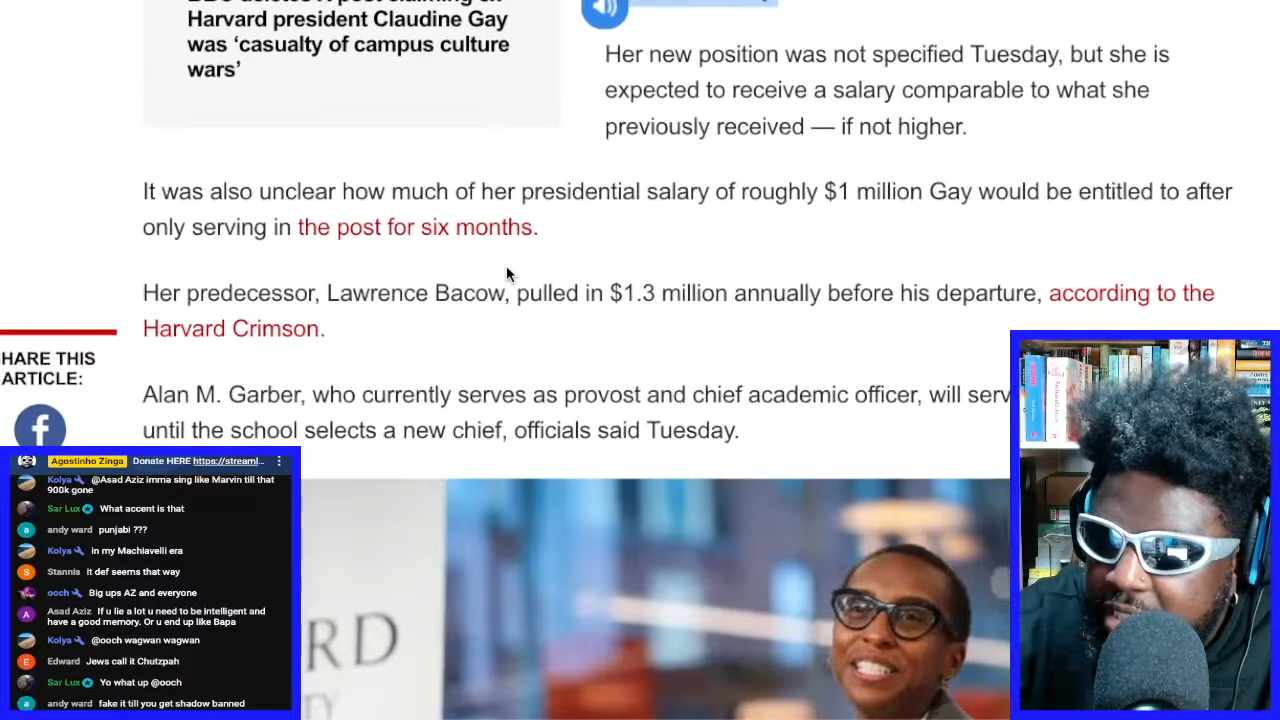 Harvard president Claudine Gay
was ‘casualty of campus culture
wars’
Her new position was not specified Tuesday, but she is
expected to receive a salary comparable to what she
previously received — if not higher.
It was also unclear how much of her presidential salary of roughly $1 million Gay would be entitled to after
only serving in the post for six months.
Her predecessor, Lawrence Bacow, pulled in $1.3 million annually before his departure, according to the
Harvard Crimson.
HARE THIS
ARTICLE:
Alan M. Garber, who currently serves as provost and chief academic officer, will serv
until the school selects a new chief, officials said Tuesday.
Agostinho Zinga Donate HERE https://streaml...
Kolya @Asad Aziz imma sing like Marvin till that
900k gone
Sar Lux What accent is that
andy ward punjabi ???
Kolya in my Machiavelli era
Stannis it def seems that way
ooch Big ups AZ and everyone
Asad Aziz If u lie a lot u need to be intelligent and
have a good memory. Or u end up like Bapa
Kolya @ooch wagwan wagwan
Edward Jews call it Chutzpah
Sar Lux Yo what up @ooch
andy ward fake it till you get shadow banned
RD